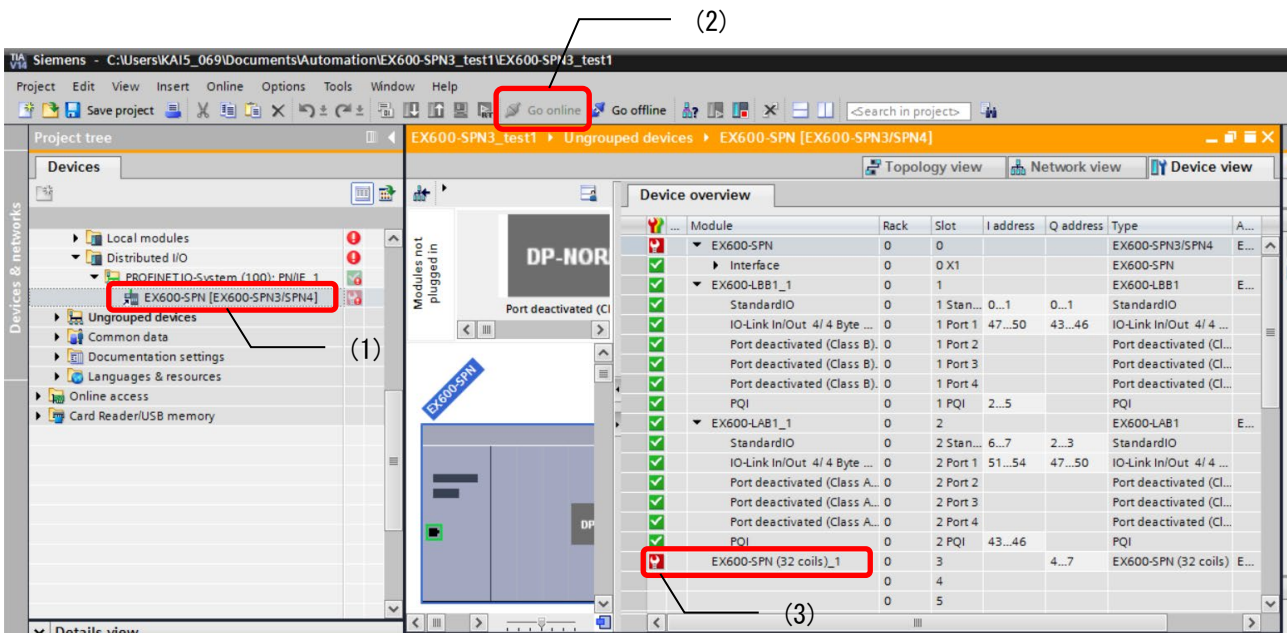 (2)
TIA V14 Siemens - C:\Users\KAI5_069\Documents\Automation\EX600-SPN3_test1\EX600-SPN3_test1
Project Edit View Insert Online Options Tools Window Help
Save project Go online Go offline <Search in project>
Project tree
EX600-SPN3_test1 Ungrouped devices EX600-SPN [EX600-SPN3/SPN4]
Devices
Topology view Network view Device view
Devices & networks
Local modules
Distributed I/O
PROFINET IO-System (100): PN/IE_1
EX600-SPN [EX600-SPN3/SPN4]
Ungrouped devices
(1)
Common data
Documentation settings
Languages & resources
Online access
Card Reader/USB memory
Details view
Modules not plugged in
DP-NOR
Port deactivated (Cl
EX600-SPN
DP
Device overview
... Module Rack Slot I address Q address Type A...
EX600-SPN 0 0 EX600-SPN3/SPN4 E...
Interface 0 0 X1 EX600-SPN
EX600-LBB1_1 0 1 EX600-LBB1 E...
StandardIO 0 1 Stan... 0...1 0...1 StandardIO
IO-Link In/Out 4/ 4 Byte ... 0 1 Port 1 47...50 43...46 IO-Link In/Out 4/ 4 ...
Port deactivated (Class B). 0 1 Port 2 Port deactivated (Cl...
Port deactivated (Class B). 0 1 Port 3 Port deactivated (Cl...
Port deactivated (Class B). 0 1 Port 4 Port deactivated (Cl...
PQI 0 1 PQI 2...5 PQI
EX600-LAB1_1 0 2 EX600-LAB1 E...
StandardIO 0 2 Stan... 6...7 2...3 StandardIO
IO-Link In/Out 4/ 4 Byte ... 0 2 Port 1 51...54 47...50 IO-Link In/Out 4/ 4 ...
Port deactivated (Class A... 0 2 Port 2 Port deactivated (Cl...
Port deactivated (Class A... 0 2 Port 3 Port deactivated (Cl...
Port deactivated (Class A... 0 2 Port 4 Port deactivated (Cl...
PQI 0 2 PQI 43...46 PQI
EX600-SPN (32 coils)_1 0 3 4...7 EX600-SPN (32 coils) E...
0 4
0 5
(3)